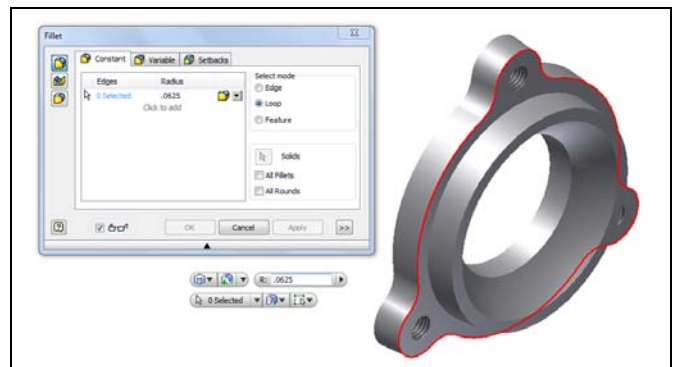 Fillet
Constant Variable Setbacks
Edges Radius
0 Selected .0625
Click to add
Select mode
Edge
Loop
Feature
Solids
All Fillets
All Rounds
OK Cancel Apply >>
R: .0625
0 Selected